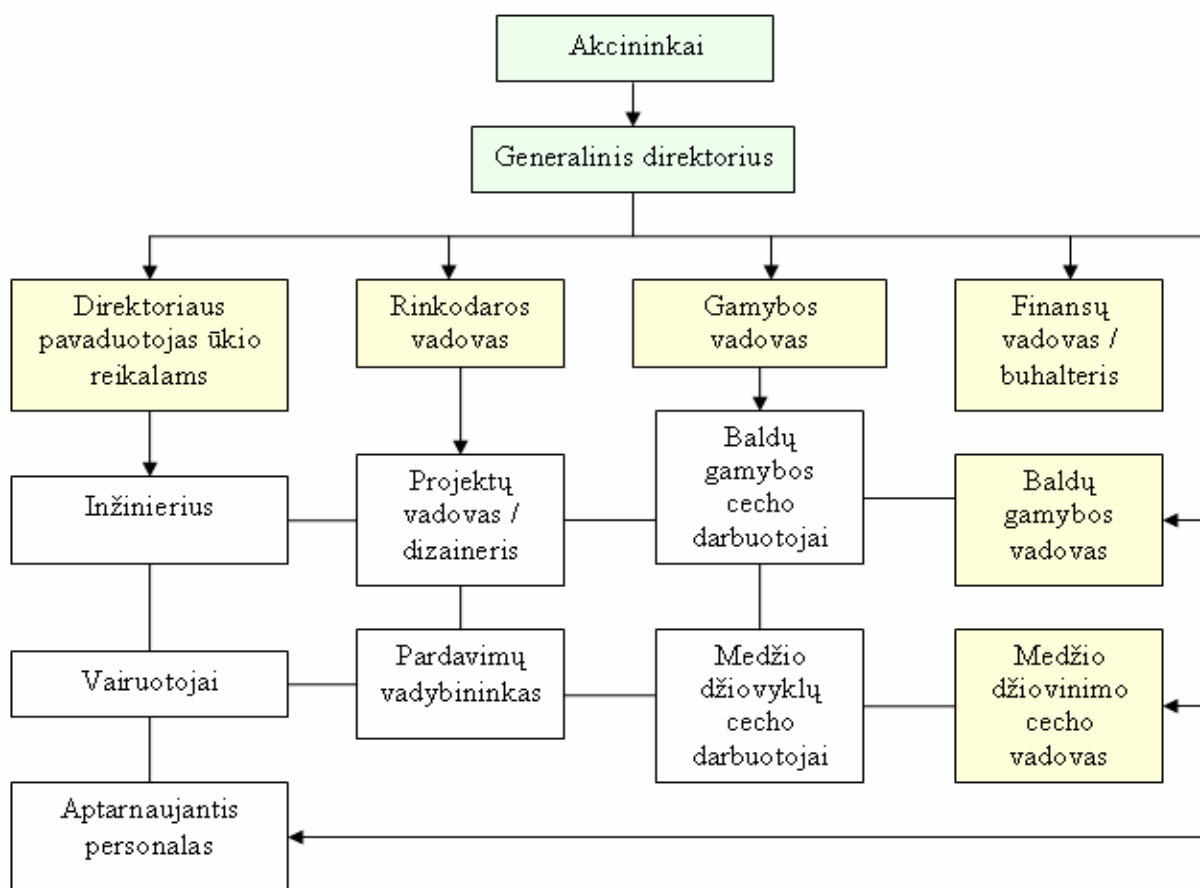 Akcininkai
Generalinis direktorius
Direktoriaus
pavaduotojas ūkio
reikalams
Rinkodaros
vadovas
Gamybos
vadovas
Finansų
vadovas /
buhalteris
Inžinierius
Projektų
vadovas /
dizaineris
Baldų
gamybos
cecho
darbuotojai
Baldų
gamybos
vadovas
Vairuotojai
Pardavimų
vadybininkas
Medžio
džiovyklų
cecho
darbuotojai
Medžio
džiovinimo
cecho
vadovas
Aptarnaujantis
personalas